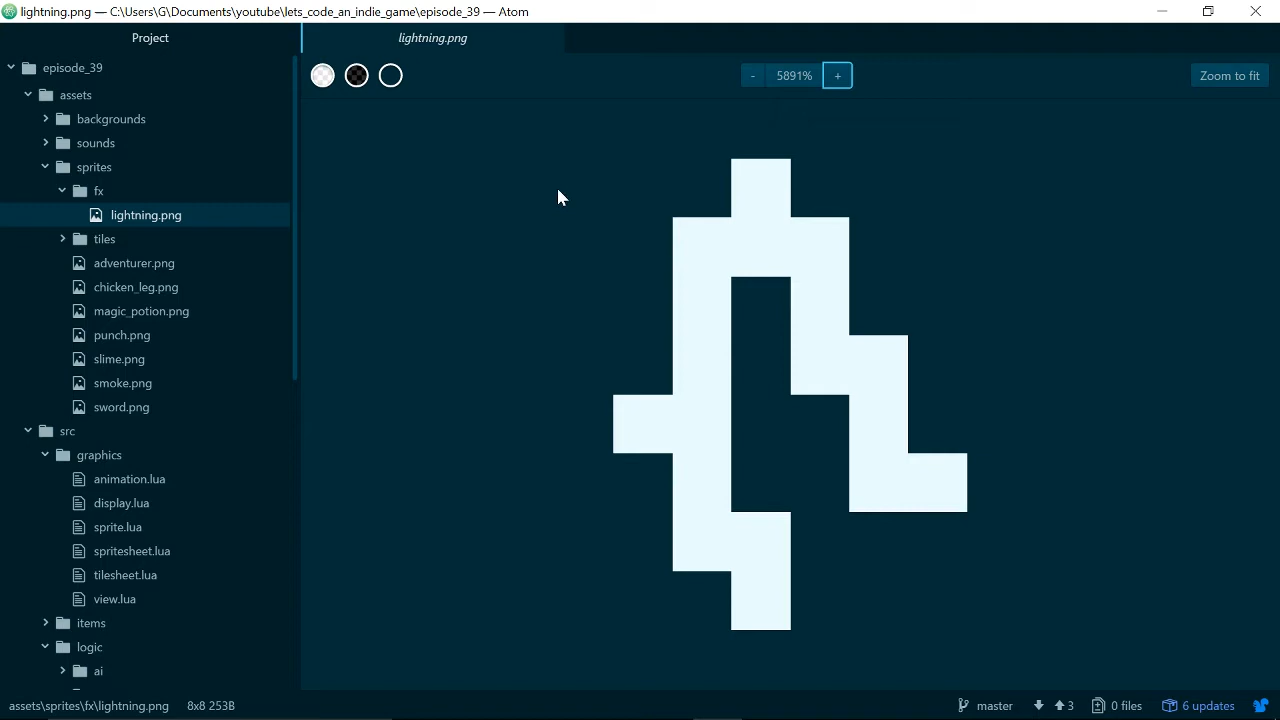 lightning.png — C:\Users\G\Documents\youtube\lets_code_an_indie_game\episode_39 — Atom
Project
lightning.png
episode_39
- 5891% +
Zoom to fit
assets
backgrounds
sounds
sprites
fx
lightning.png
tiles
adventurer.png
chicken_leg.png
magic_potion.png
punch.png
slime.png
smoke.png
sword.png
src
graphics
animation.lua
display.lua
sprite.lua
spritesheet.lua
tilesheet.lua
view.lua
items
logic
ai
assets\sprites\fx\lightning.png 8x8 253B master 3 0 files 6 updates